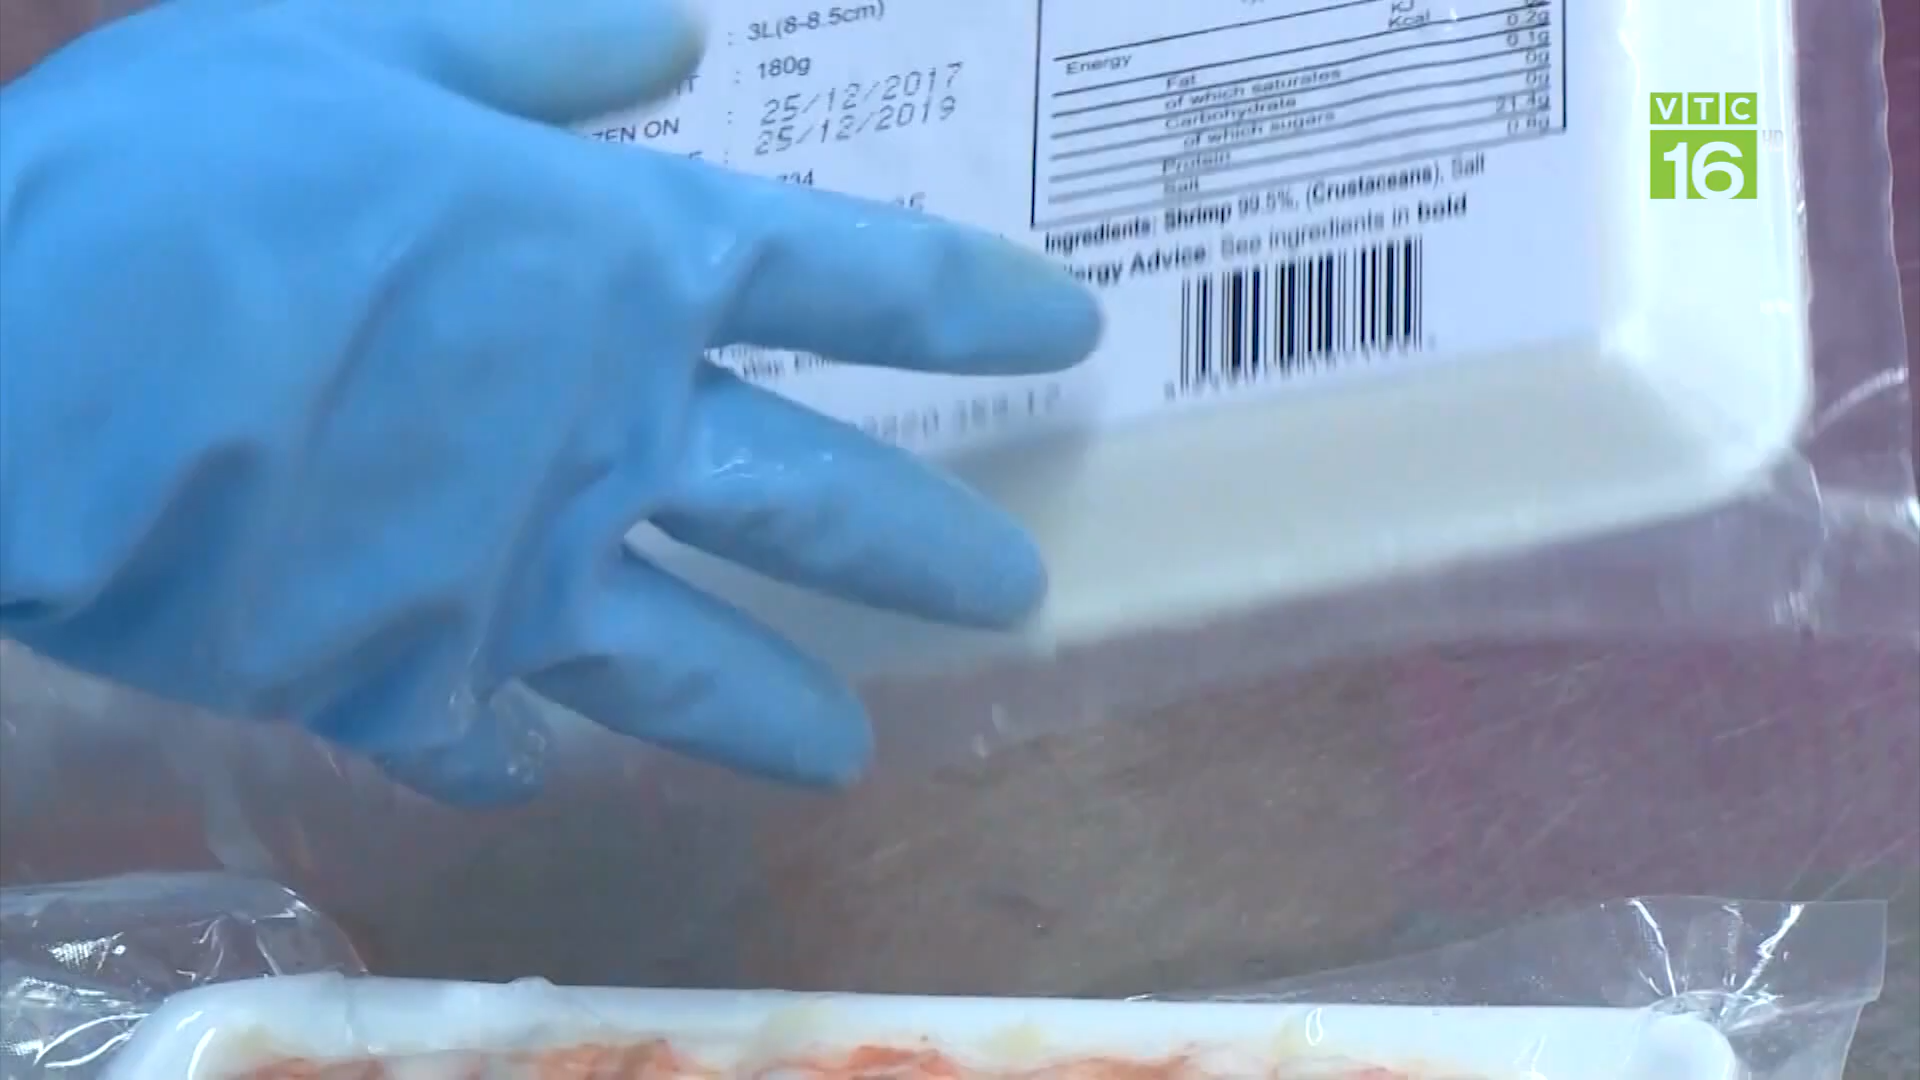 : 3L(8-8.5cm)
: 180g
: 25/12/2017
ZEN ON
25/12/2019
KJ
Kcal
Energy
0.2g
Fat
0.1g
of which saturates
0g
Carbohydrate
0g
of which sugars
21.4g
Protein
0.8g
Salt
Ingredients: Shrimp 99.5%, (Crustaceans), Salt
ergy Advice: See ingredients in bold
VTC
16